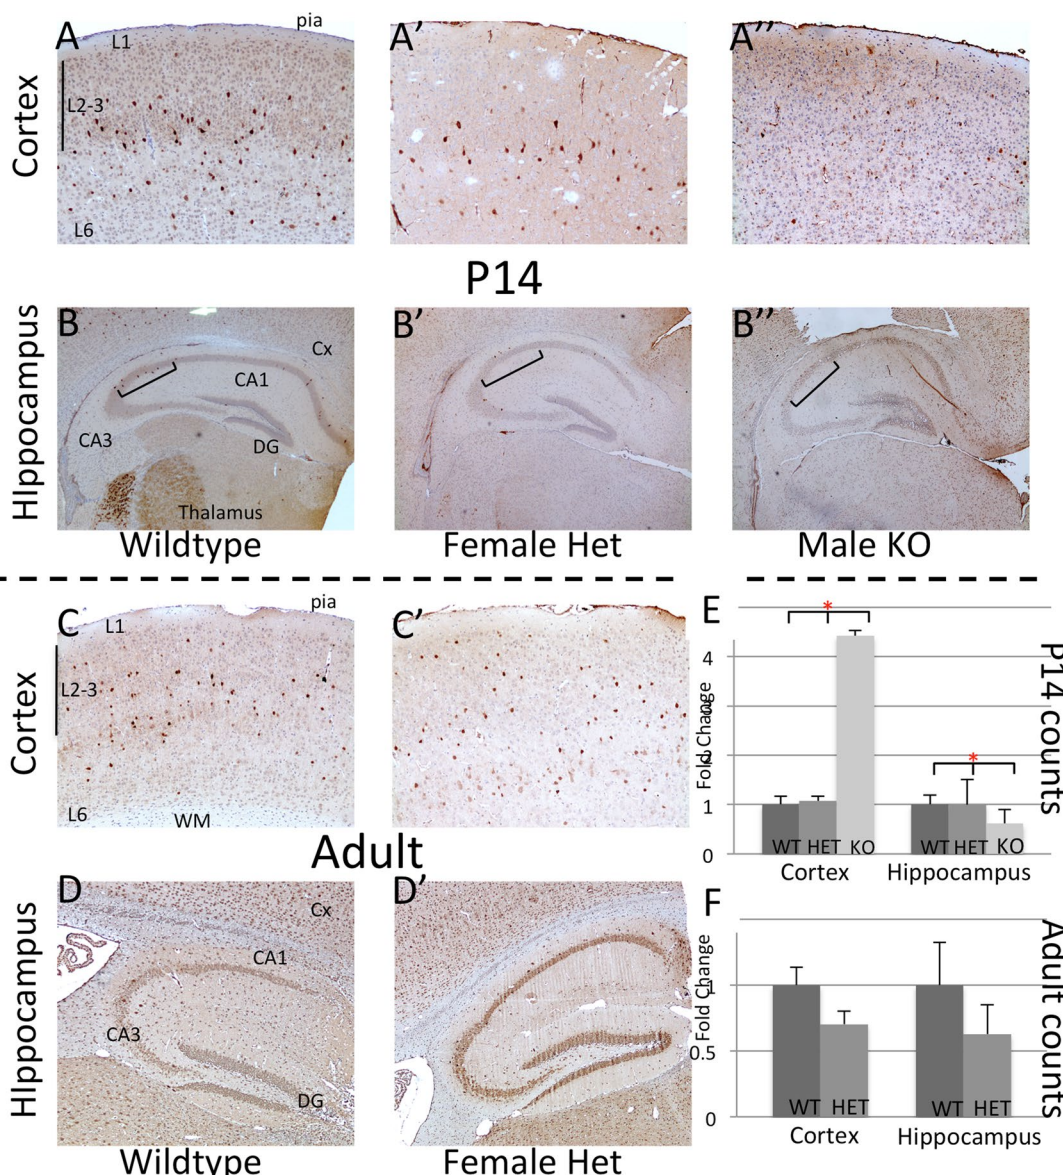 A
L1
pia
L2-3
L6
Cortex
A'
A''
P14
HIppocampus
B
Cx
CA1
CA3
DG
Thalamus
B'
B''
Wildtype
Female Het
Male KO
C
L1
pia
L2-3
L6
WM
Cortex
C'
Adult
HIppocampus
D
Cx
CA1
CA3
DG
D'
Wildtype
Female Het
E
*
4
3
2
1
0
Fold Change
*
WT HET KO
WT HET KO
Cortex
Hippocampus
P14 counts
F
1
0.5
0
Fold Change
WT HET
WT HET
Cortex
Hippocampus
Adult counts